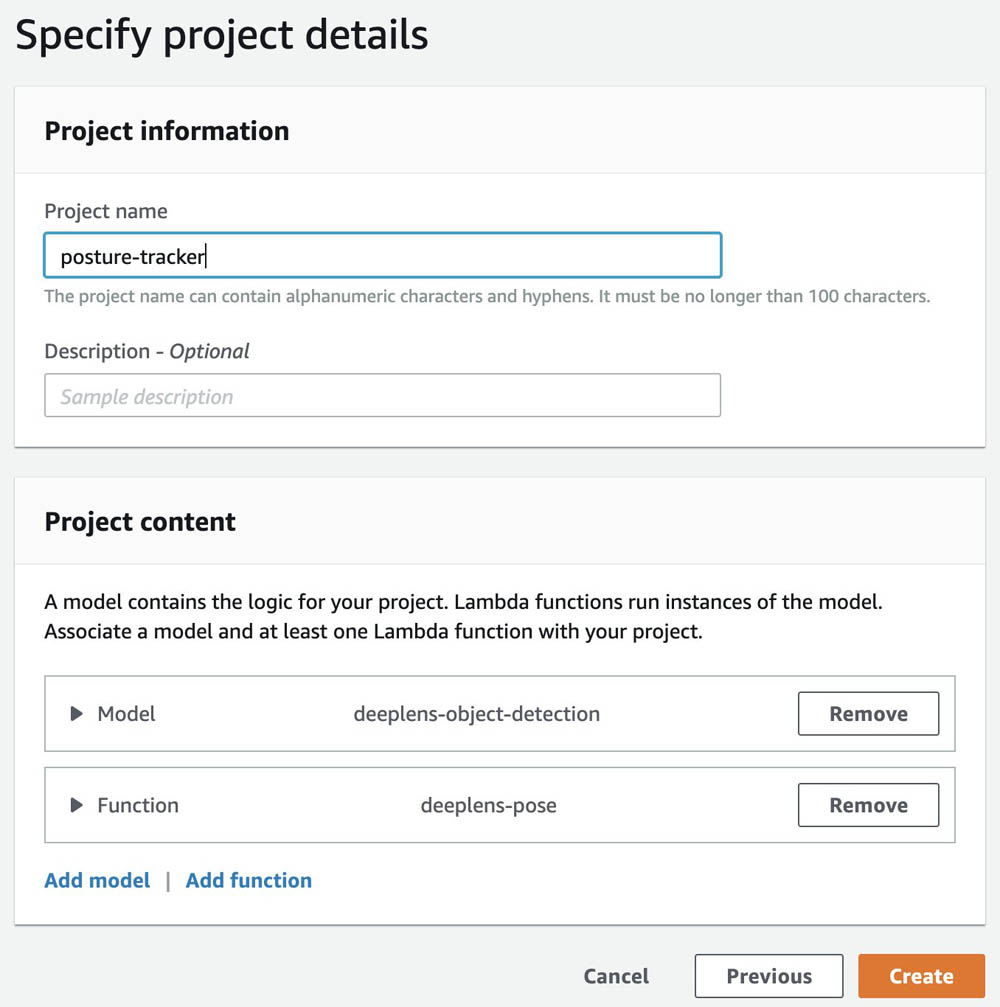 Specify project details
Project information
Project name
posture-tracker
The project name can contain alphanumeric characters and hyphens. It must be no longer than 100 characters.
Description - Optional
Sample description
Project content
A model contains the logic for your project. Lambda functions run instances of the model.
Associate a model and at least one Lambda function with your project.
Model deeplens-object-detection Remove
Function deeplens-pose Remove
Add model | Add function
Cancel Previous Create